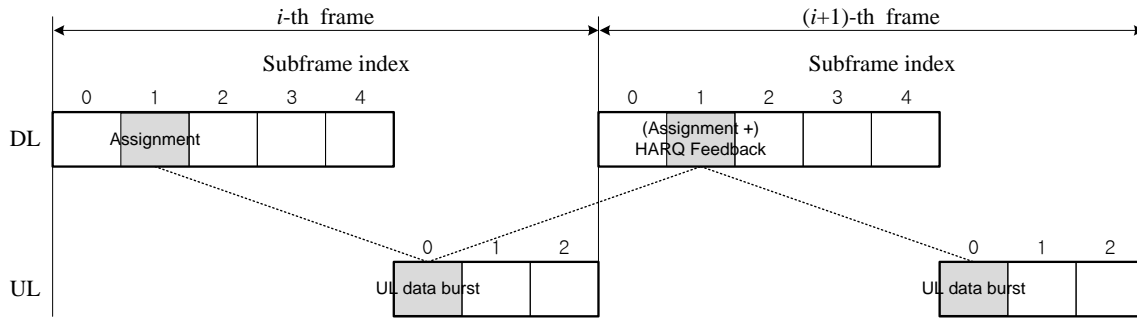 i-th frame
(i+1)-th frame
Subframe index
Subframe index
0 1 2 3 4
0 1 2 3 4
DL
Assignment
(Assignment +)
HARQ Feedback
0 1 2
0 1 2
UL
UL data burst
UL data burst